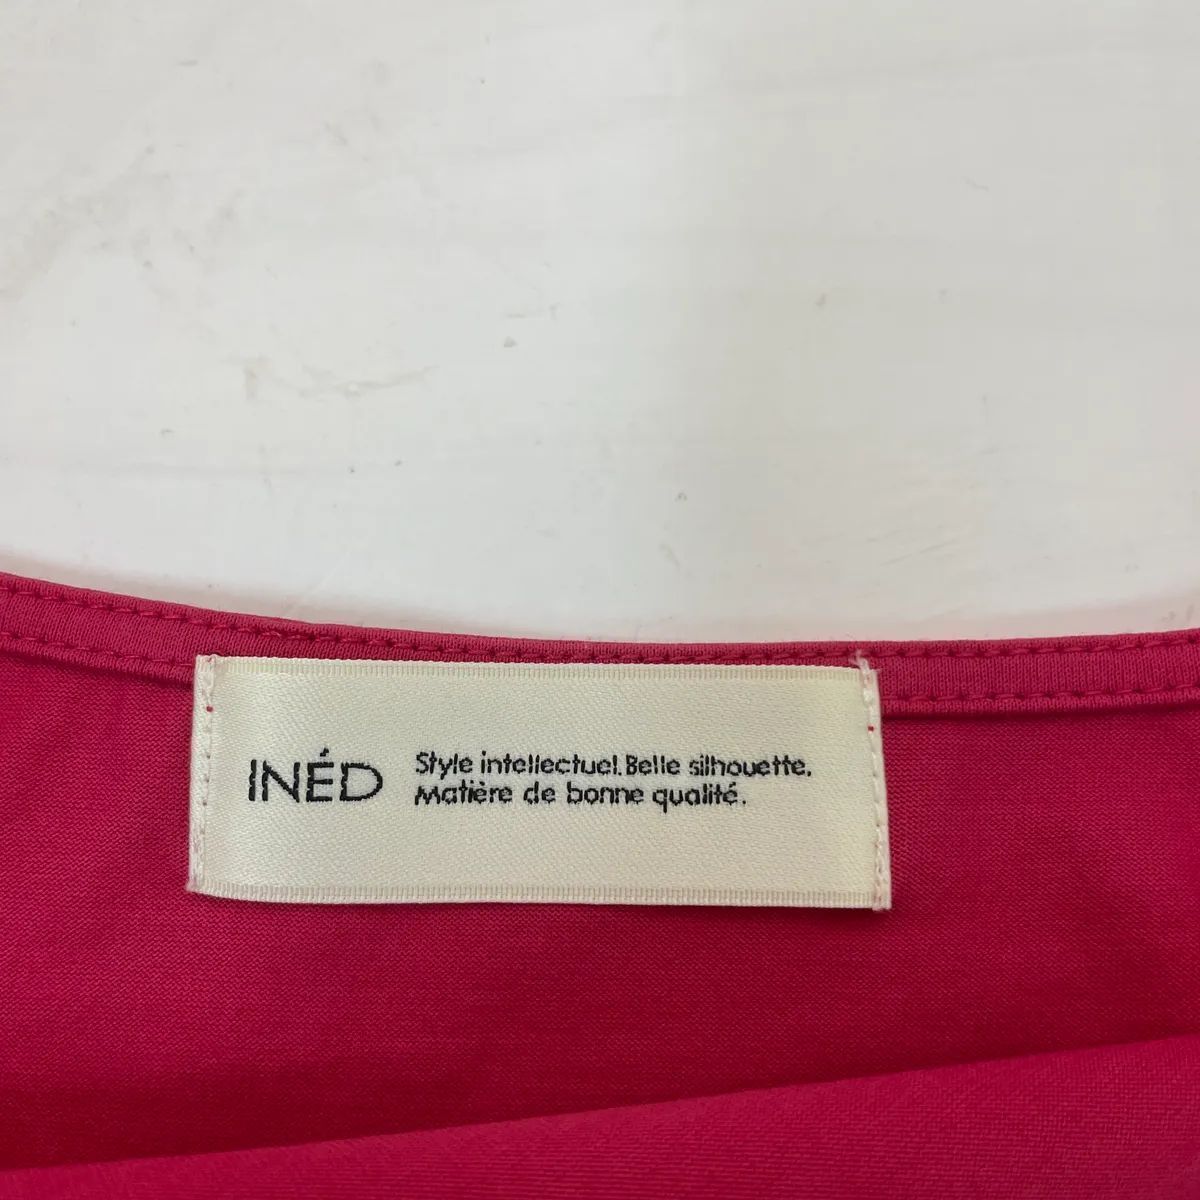 INÉD
Style intellectuel. Belle silhouette.
Matière de bonne qualité.